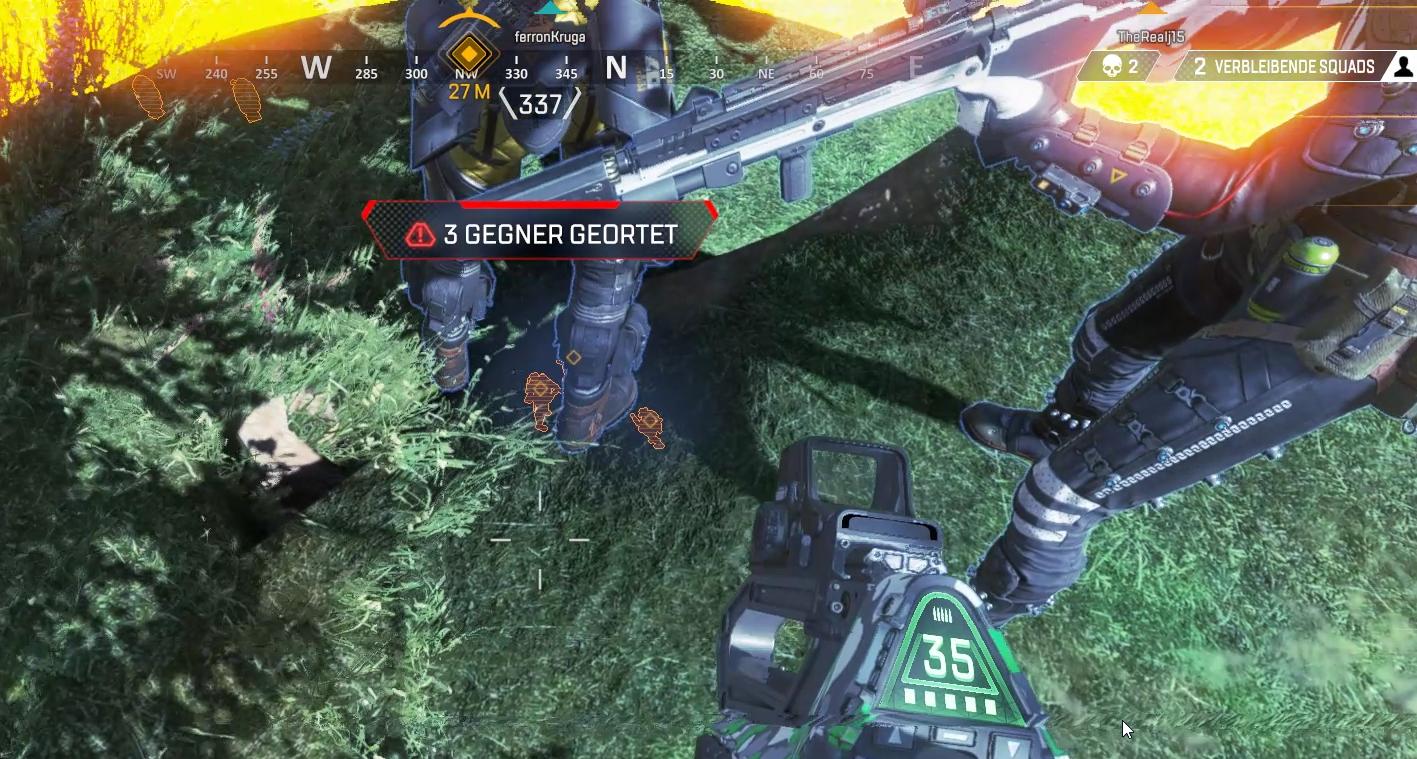 ferronKruga
TheRealj15
SW 240 255 W 285 300 NW 330 345 N 15 30 NE 60 75 E
2
2 VERBLEIBENDE SQUADS
27 M
337
3 GEGNER GEORTET
35